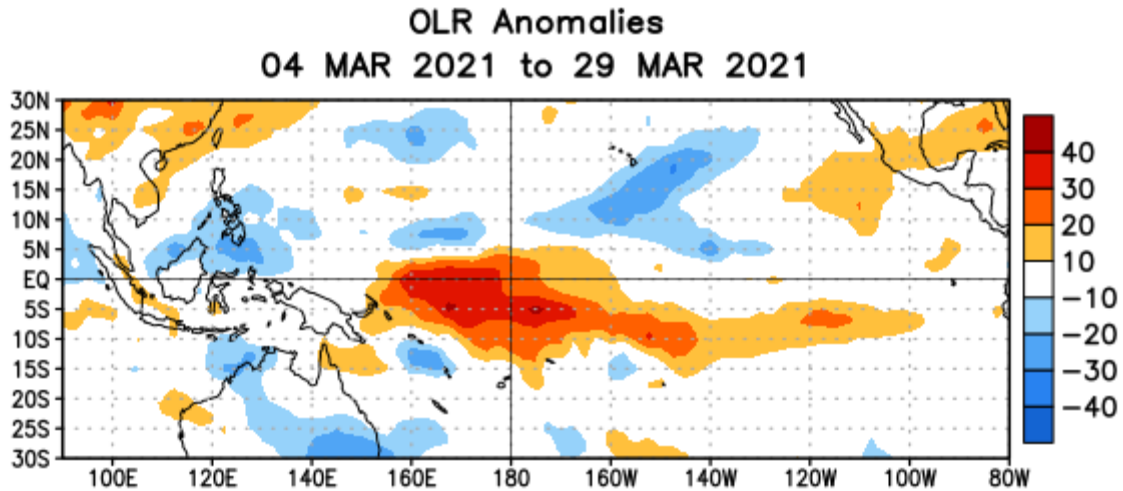 OLR Anomalies
04 MAR 2021 to 29 MAR 2021
30N
25N
20N
15N
10N
5N
EQ
5S
10S
15S
20S
25S
30S
100E 120E 140E 160E 180 160W 140W 120W 100W 80W
40
30
20
10
−10
−20
−30
−40